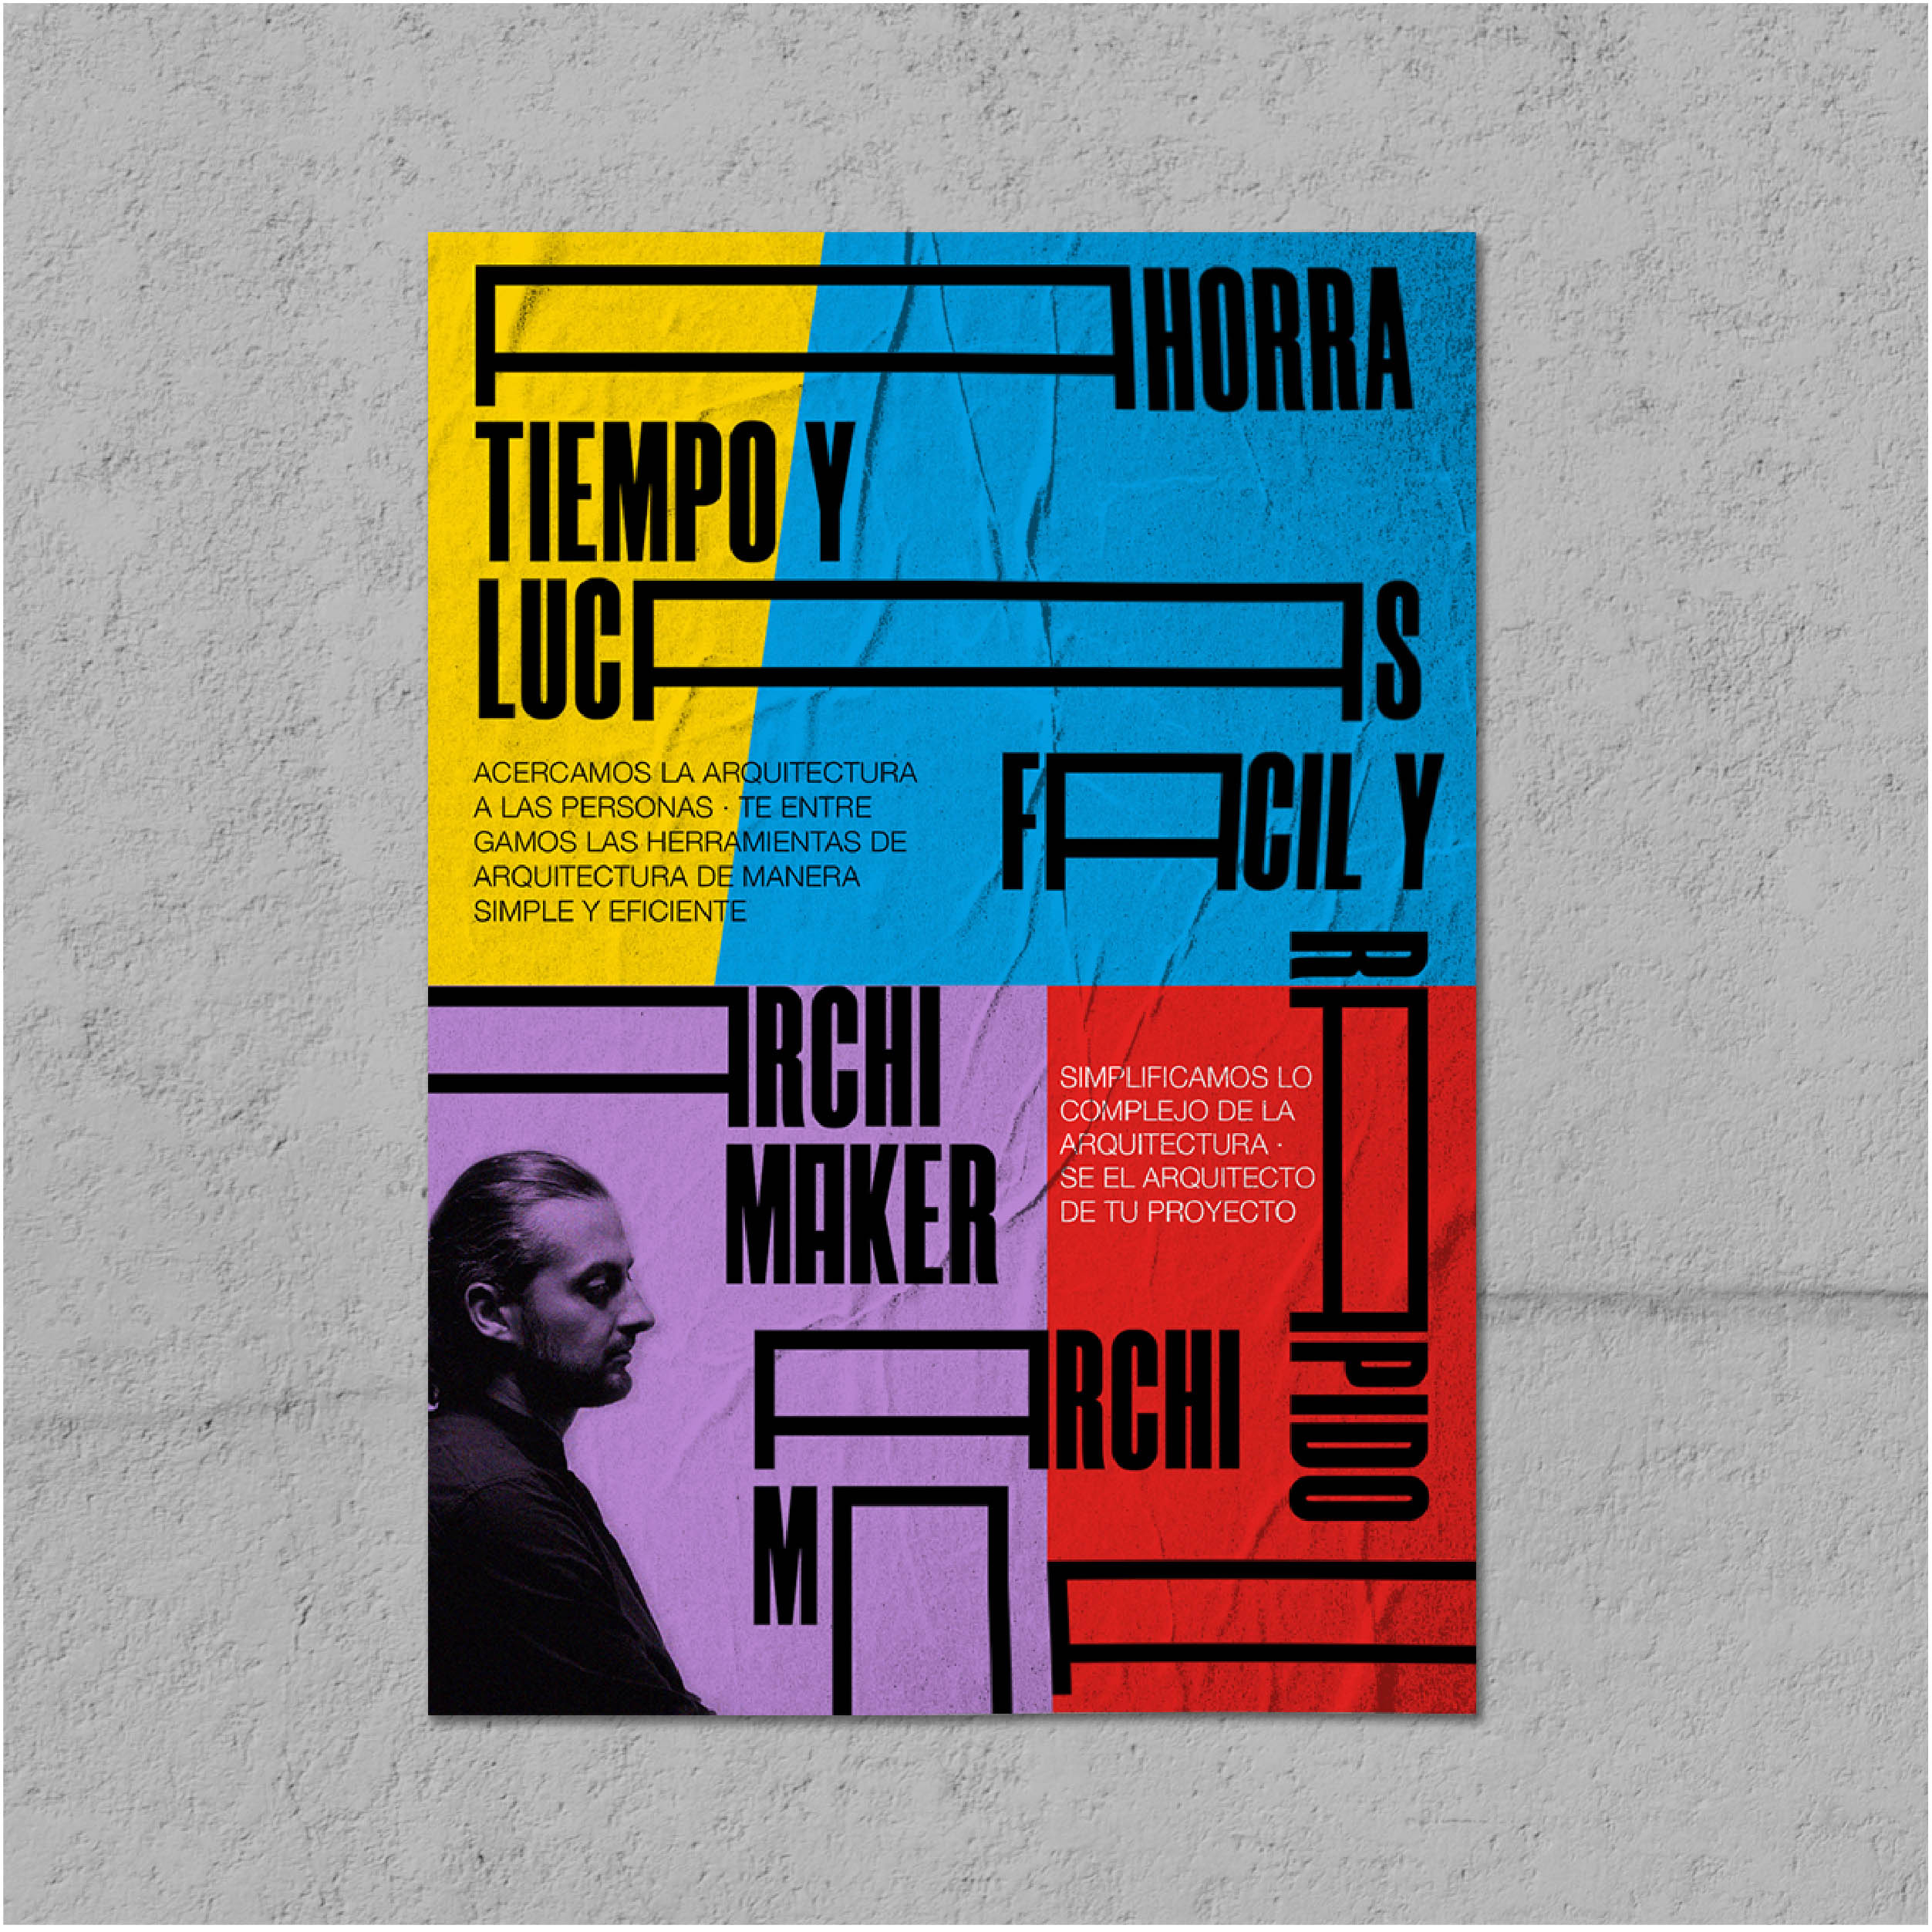 AHORRA
TIEMPO Y
LUCAS
ACERCAMOS LA ARQUITECTURA
A LAS PERSONAS · TE ENTRE
GAMOS LAS HERRAMIENTAS DE
ARQUITECTURA DE MANERA
SIMPLE Y EFICIENTE
FACIL Y
RAPIDO
ARCHI
MAKER
SIMPLIFICAMOS LO
COMPLEJO DE LA
ARQUITECTURA ·
SE EL ARQUITECTO
DE TU PROYECTO
ARCHI
MA
A